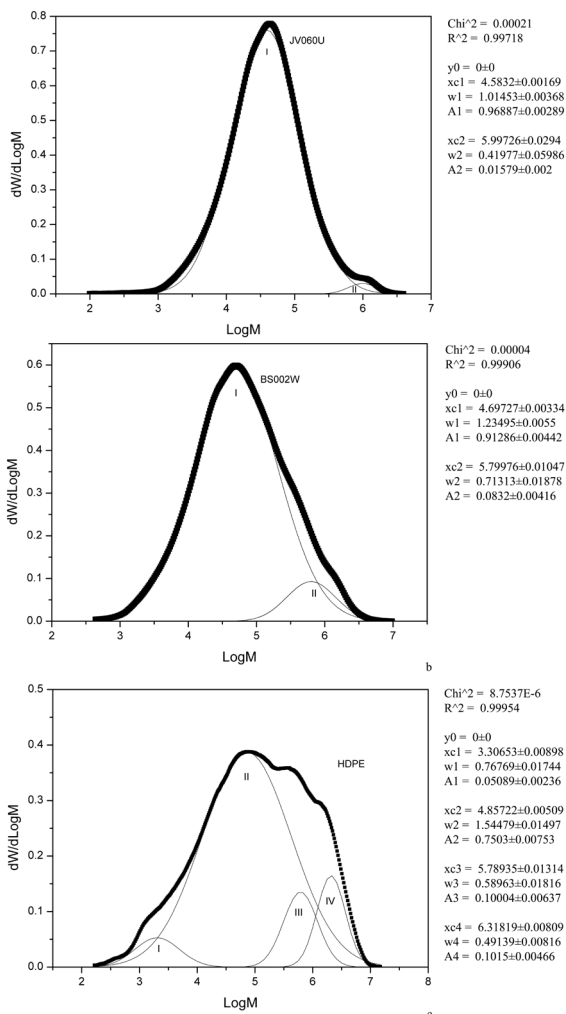 0.8
0.7
0.6
0.5
0.4
0.3
0.2
0.1
0.0
dW/dLogM
JV060U
I
II
2 3 4 5 6 7
LogM
Chi^2 = 0.00021
R^2 = 0.99718
y0 = 0±0
xc1 = 4.5832±0.00169
w1 = 1.01453±0.00368
A1 = 0.96887±0.00289
xc2 = 5.99726±0.0294
w2 = 0.41977±0.05986
A2 = 0.01579±0.002
0.6
0.5
0.4
0.3
0.2
0.1
0.0
dW/dLogM
BS002W
I
II
2 3 4 5 6 7
LogM
b
Chi^2 = 0.00004
R^2 = 0.99906
y0 = 0±0
xc1 = 4.69727±0.00334
w1 = 1.23495±0.0055
A1 = 0.91286±0.00442
xc2 = 5.79976±0.01047
w2 = 0.71313±0.01878
A2 = 0.0832±0.00416
0.5
0.4
0.3
0.2
0.1
0.0
dW/dLogM
HDPE
II
IV
III
I
2 3 4 5 6 7 8
LogM
Chi^2 = 8.7537E-6
R^2 = 0.99954
y0 = 0±0
xc1 = 3.30653±0.00898
w1 = 0.76769±0.01744
A1 = 0.05089±0.00236
xc2 = 4.85722±0.00509
w2 = 1.54479±0.01497
A2 = 0.7503±0.00753
xc3 = 5.78935±0.01314
w3 = 0.58963±0.01816
A3 = 0.10004±0.00637
xc4 = 6.31819±0.00809
w4 = 0.49139±0.00816
A4 = 0.1015±0.00466